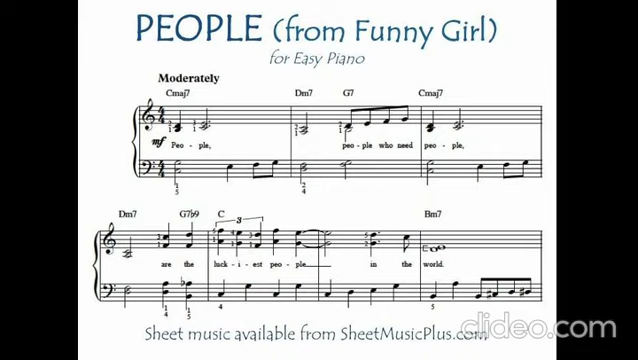 PEOPLE (from Funny Girl)
for Easy Piano
Moderately
Cmaj7 Dm7 G7 Cmaj7
mf
Peo - ple, peo - ple who need peo - ple,
Dm7 G7b9 C 3 Bm7
are the luck - i - est peo - ple in the world.
Sheet music available from SheetMusicPlus.com
clideo.com